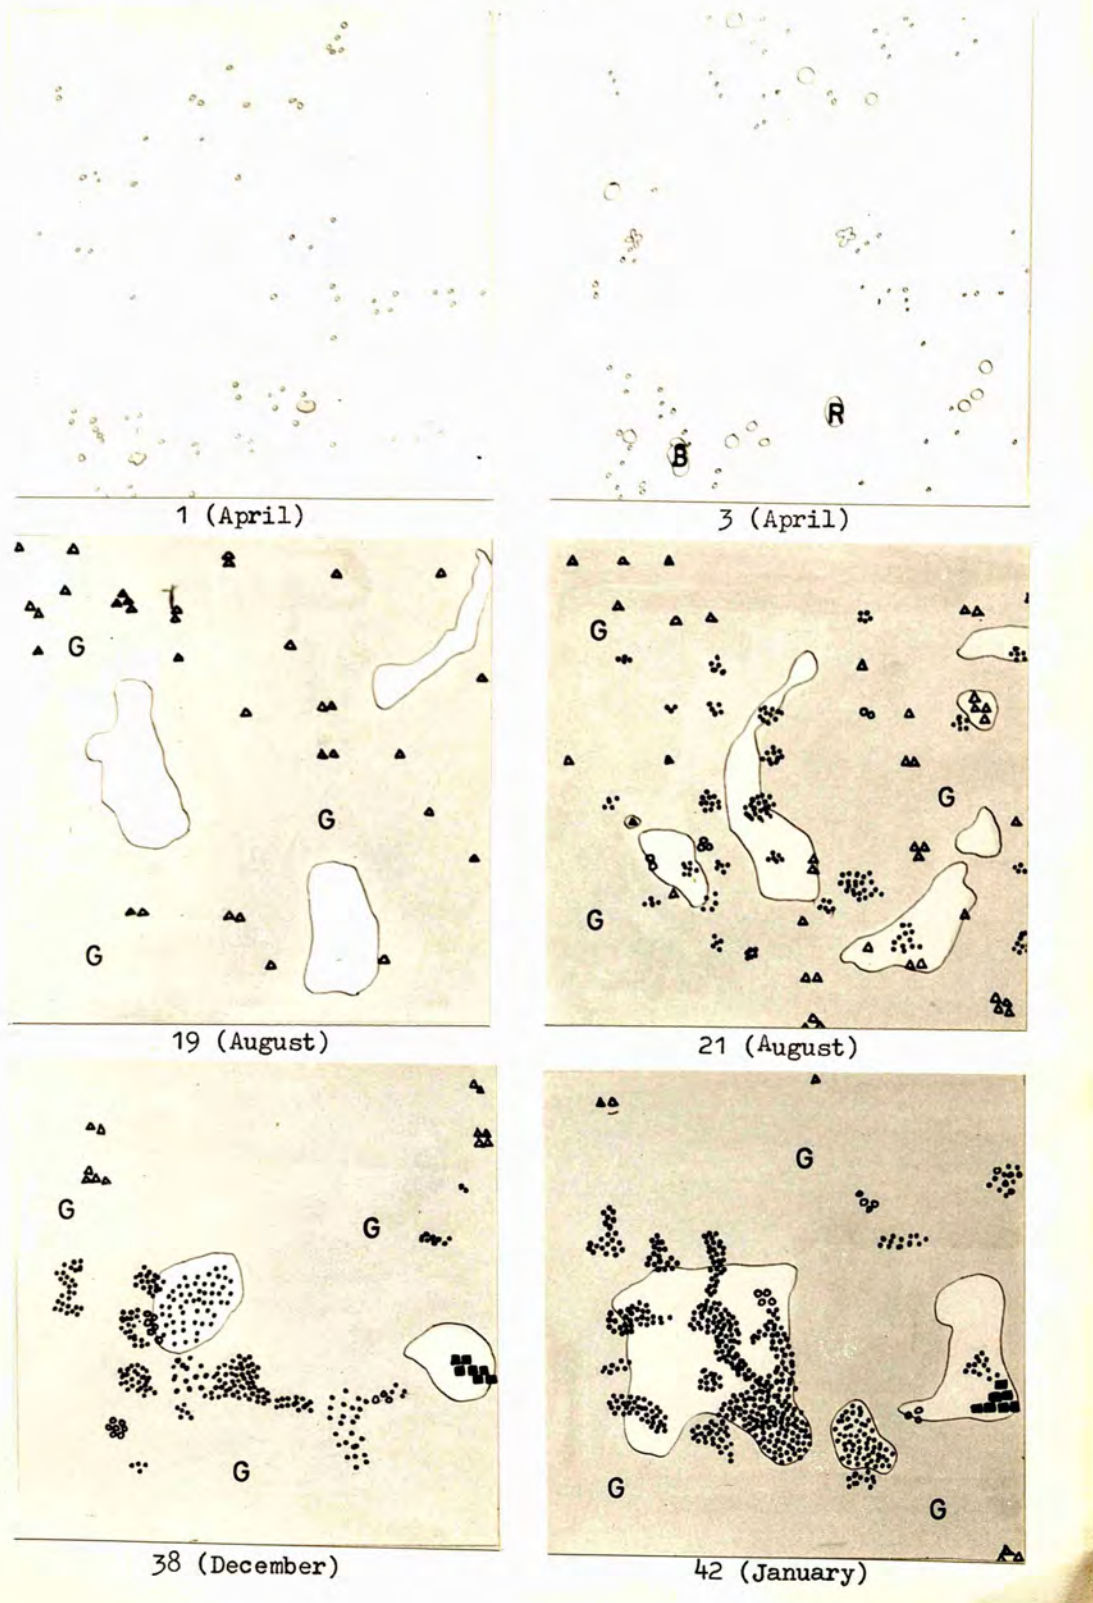 R
B
1 (April)
3 (April)
G
G
G
G
G
G
19 (August)
21 (August)
G
G
G
G
G
G
38 (December)
42 (January)